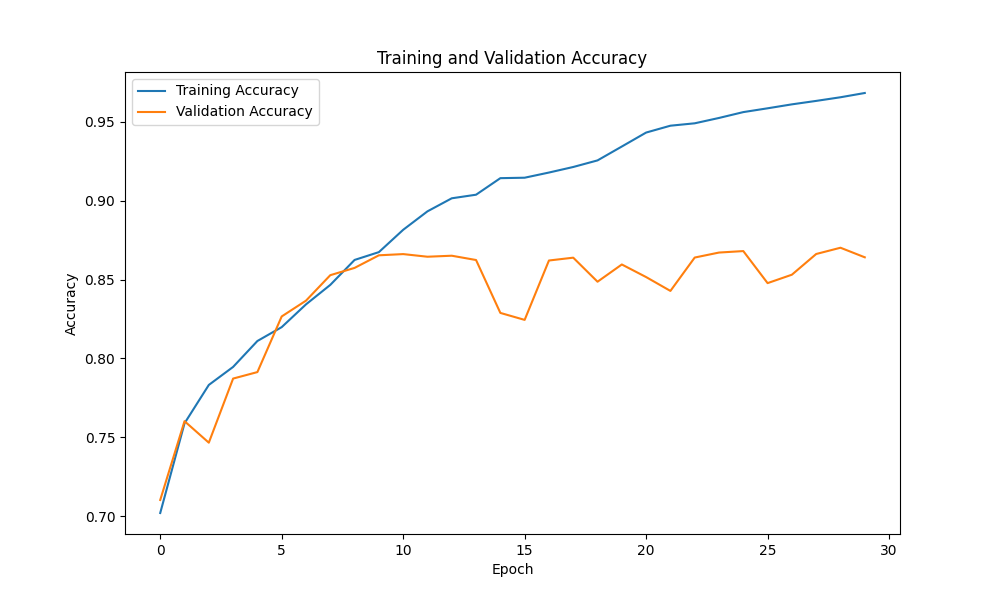 Training and Validation Accuracy
Training Accuracy
Validation Accuracy
0.95
0.90
0.85
0.80
0.75
0.70
Accuracy
0 5 10 15 20 25 30
Epoch